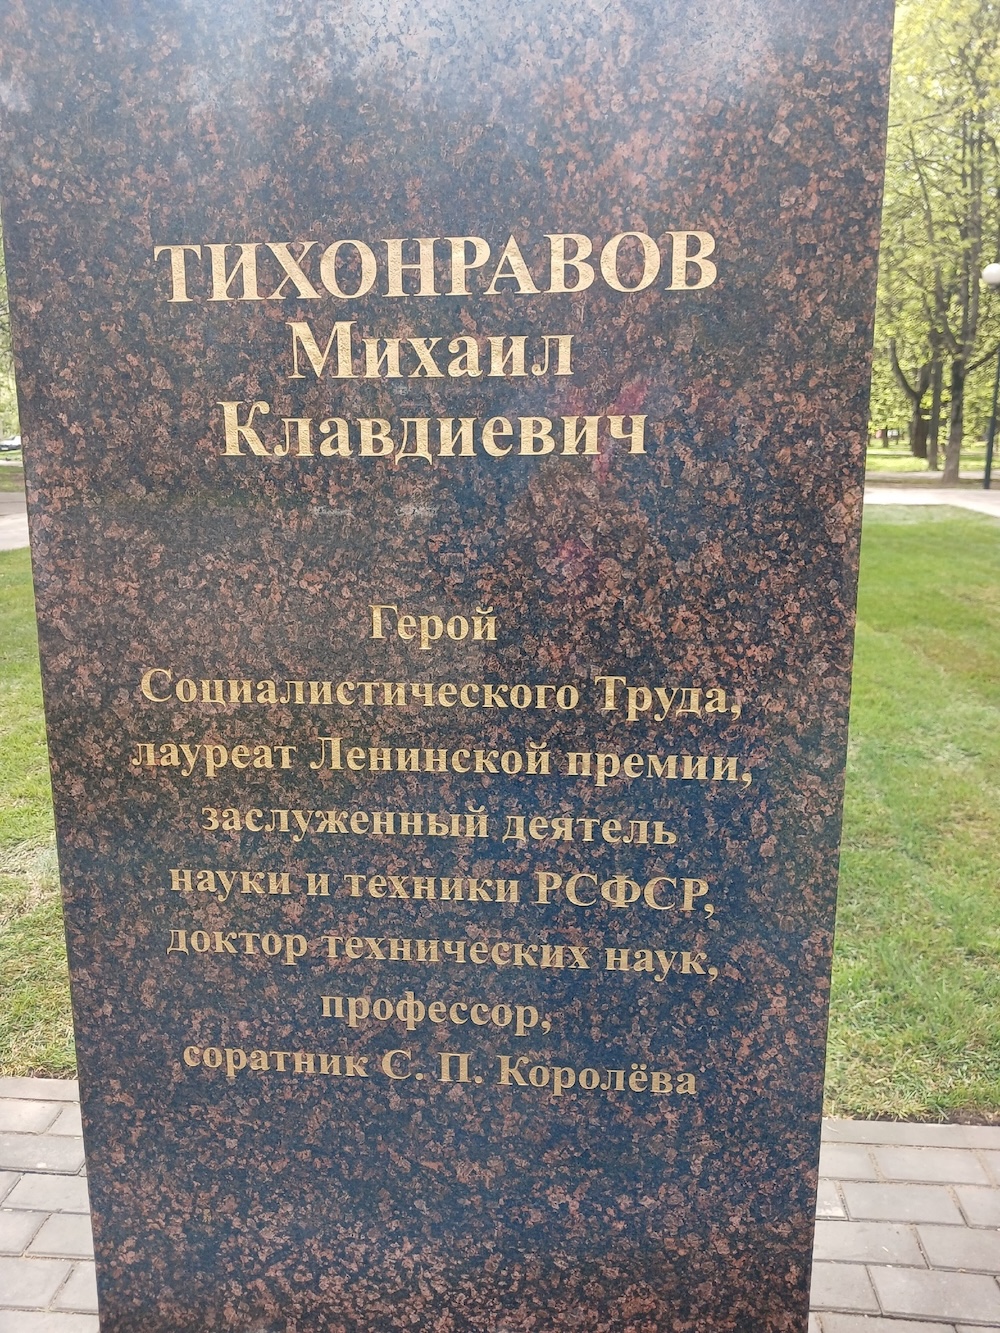 ТИХОНРАВОВ
Михаил
Клавдиевич
Герой
Социалистического Труда,
лауреат Ленинской премии,
заслуженный деятель
науки и техники РСФСР,
доктор технических наук,
профессор,
соратник С. П. Королёва